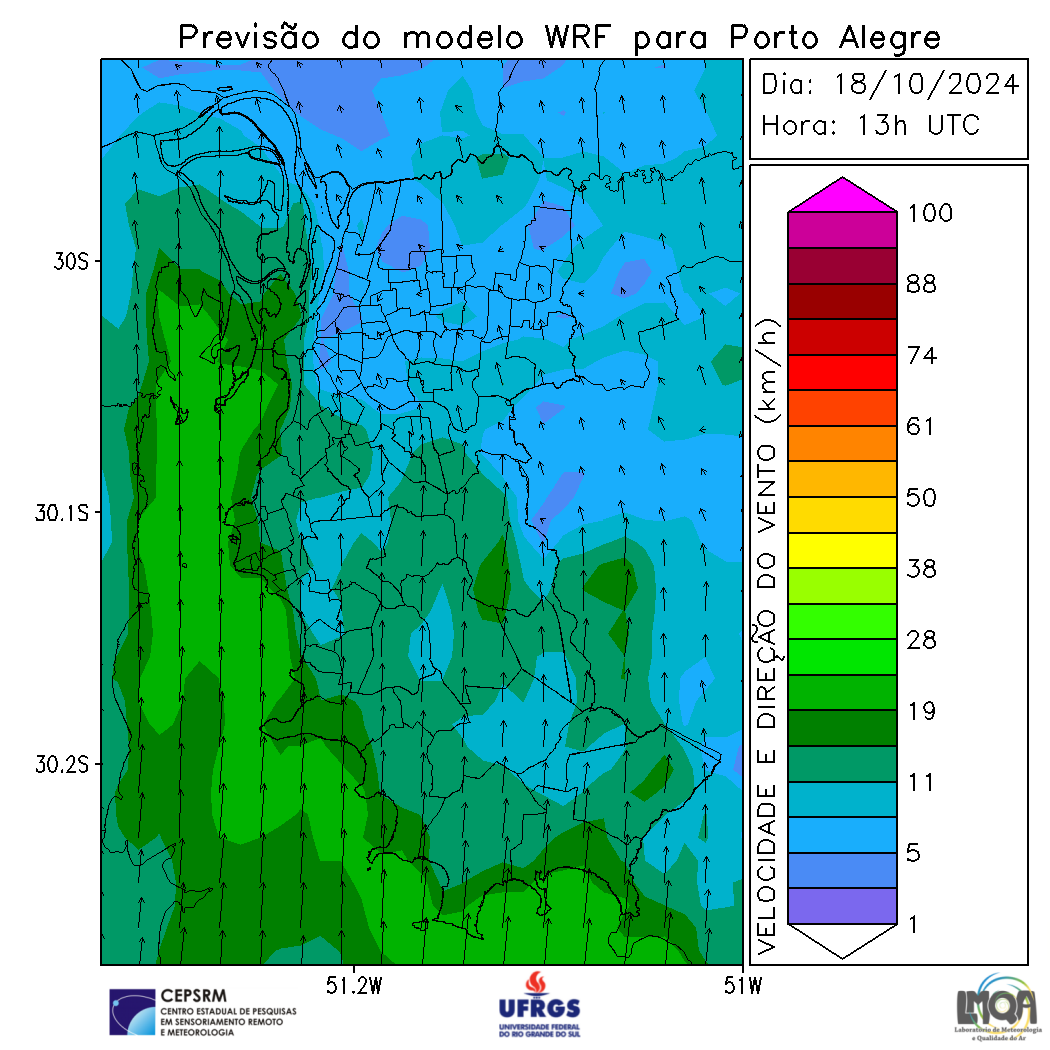 Previsão do modelo WRF para Porto Alegre
Dia: 18/10/2024
Hora: 13h UTC
30S
30.1S
30.2S
51.2W
51W
VELOCIDADE E DIREÇÃO DO VENTO (km/h)
100
88
74
61
50
38
28
19
11
5
1
CEPSRM
CENTRO ESTADUAL DE PESQUISAS
EM SENSORIAMENTO REMOTO
E METEOROLOGIA
UFRGS
UNIVERSIDADE FEDERAL
DO RIO GRANDE DO SUL
LMQA
Laboratório de Meteorologia
e Qualidade do Ar